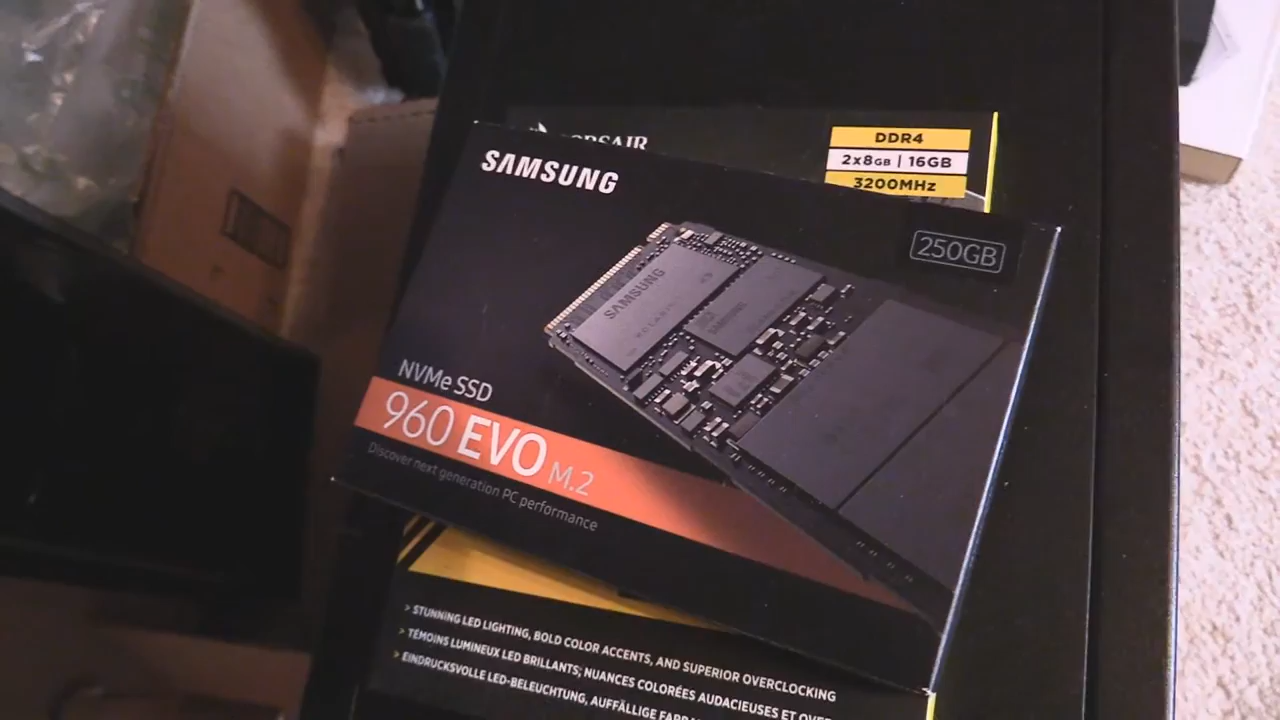 CORSAIR
DDR4
2x8GB | 16GB
3200MHz
SAMSUNG
250GB
SAMSUNG
SAMSUNG
NVMe SSD
960 EVO M.2
Discover next generation PC performance
> STUNNING LED LIGHTING, BOLD COLOR ACCENTS, AND SUPERIOR OVERCLOCKING
> TÉMOINS LUMINEUX LED BRILLANTS, NUANCES COLORÉES AUDACIEUSES ET
> EINDRUCKSVOLLE LED-BELEUCHTUNG, AUFFÄLLIGE